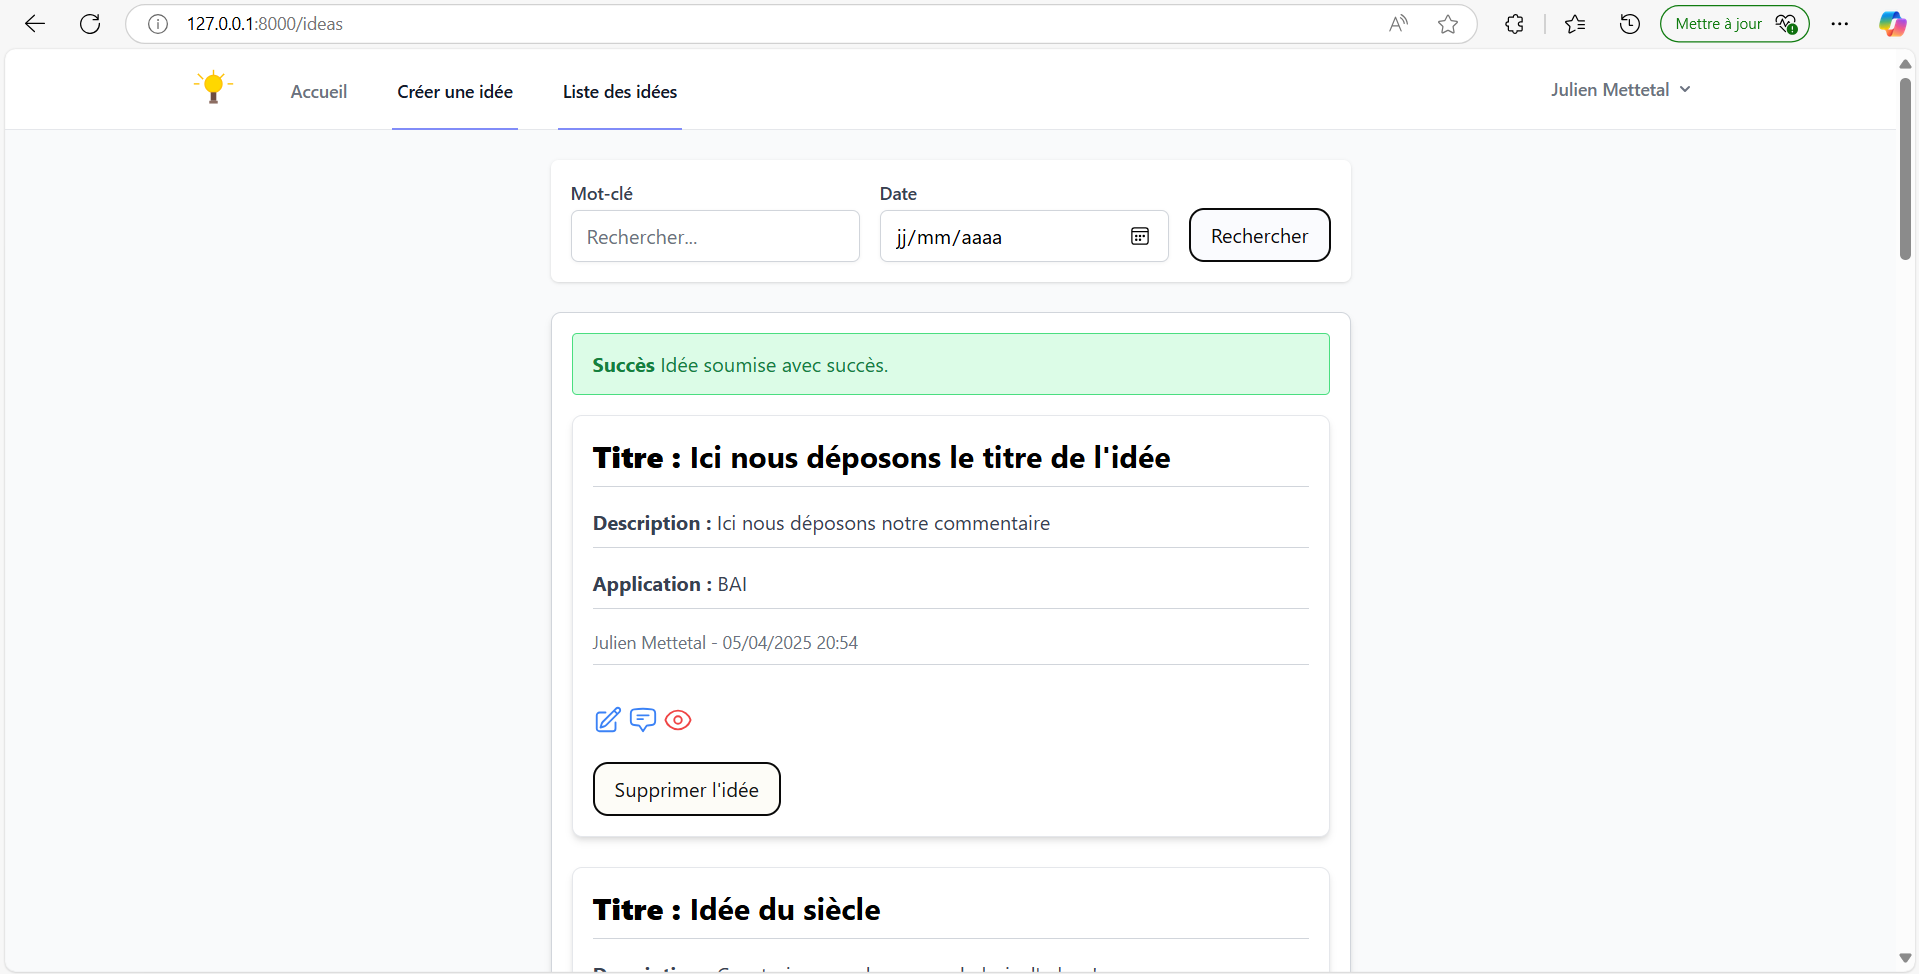 127.0.0.1:8000/ideas
Mettre à jour
Accueil Créer une idée Liste des idées Julien Mettetal
Mot-clé Date
Rechercher... jj/mm/aaaa Rechercher
Succès Idée soumise avec succès.
Titre : Ici nous déposons le titre de l'idée
Description : Ici nous déposons notre commentaire
Application : BAI
Julien Mettetal - 05/04/2025 20:54
Supprimer l'idée
Titre : Idée du siècle